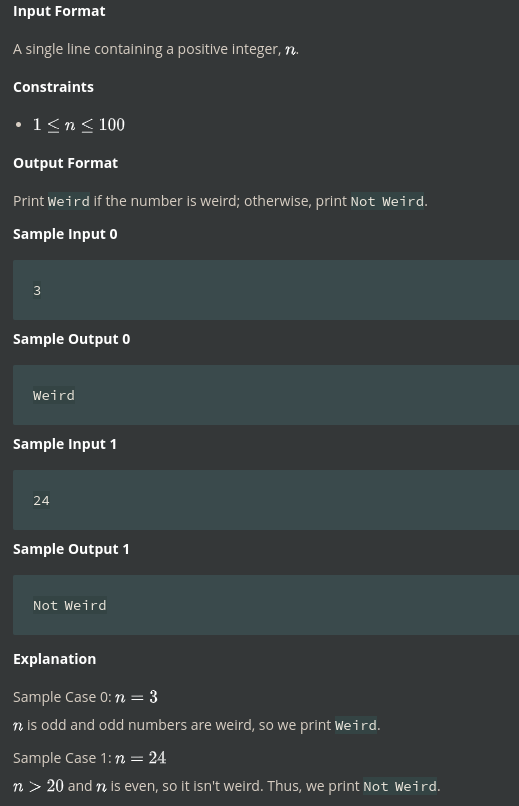 Input Format
A single line containing a positive integer, n.
Constraints
• 1 ≤ n ≤ 100
Output Format
Print Weird if the number is weird; otherwise, print Not Weird.
Sample Input 0
3
Sample Output 0
Weird
Sample Input 1
24
Sample Output 1
Not Weird
Explanation
Sample Case 0: n = 3
n is odd and odd numbers are weird, so we print Weird.
Sample Case 1: n = 24
n > 20 and n is even, so it isn't weird. Thus, we print Not Weird.